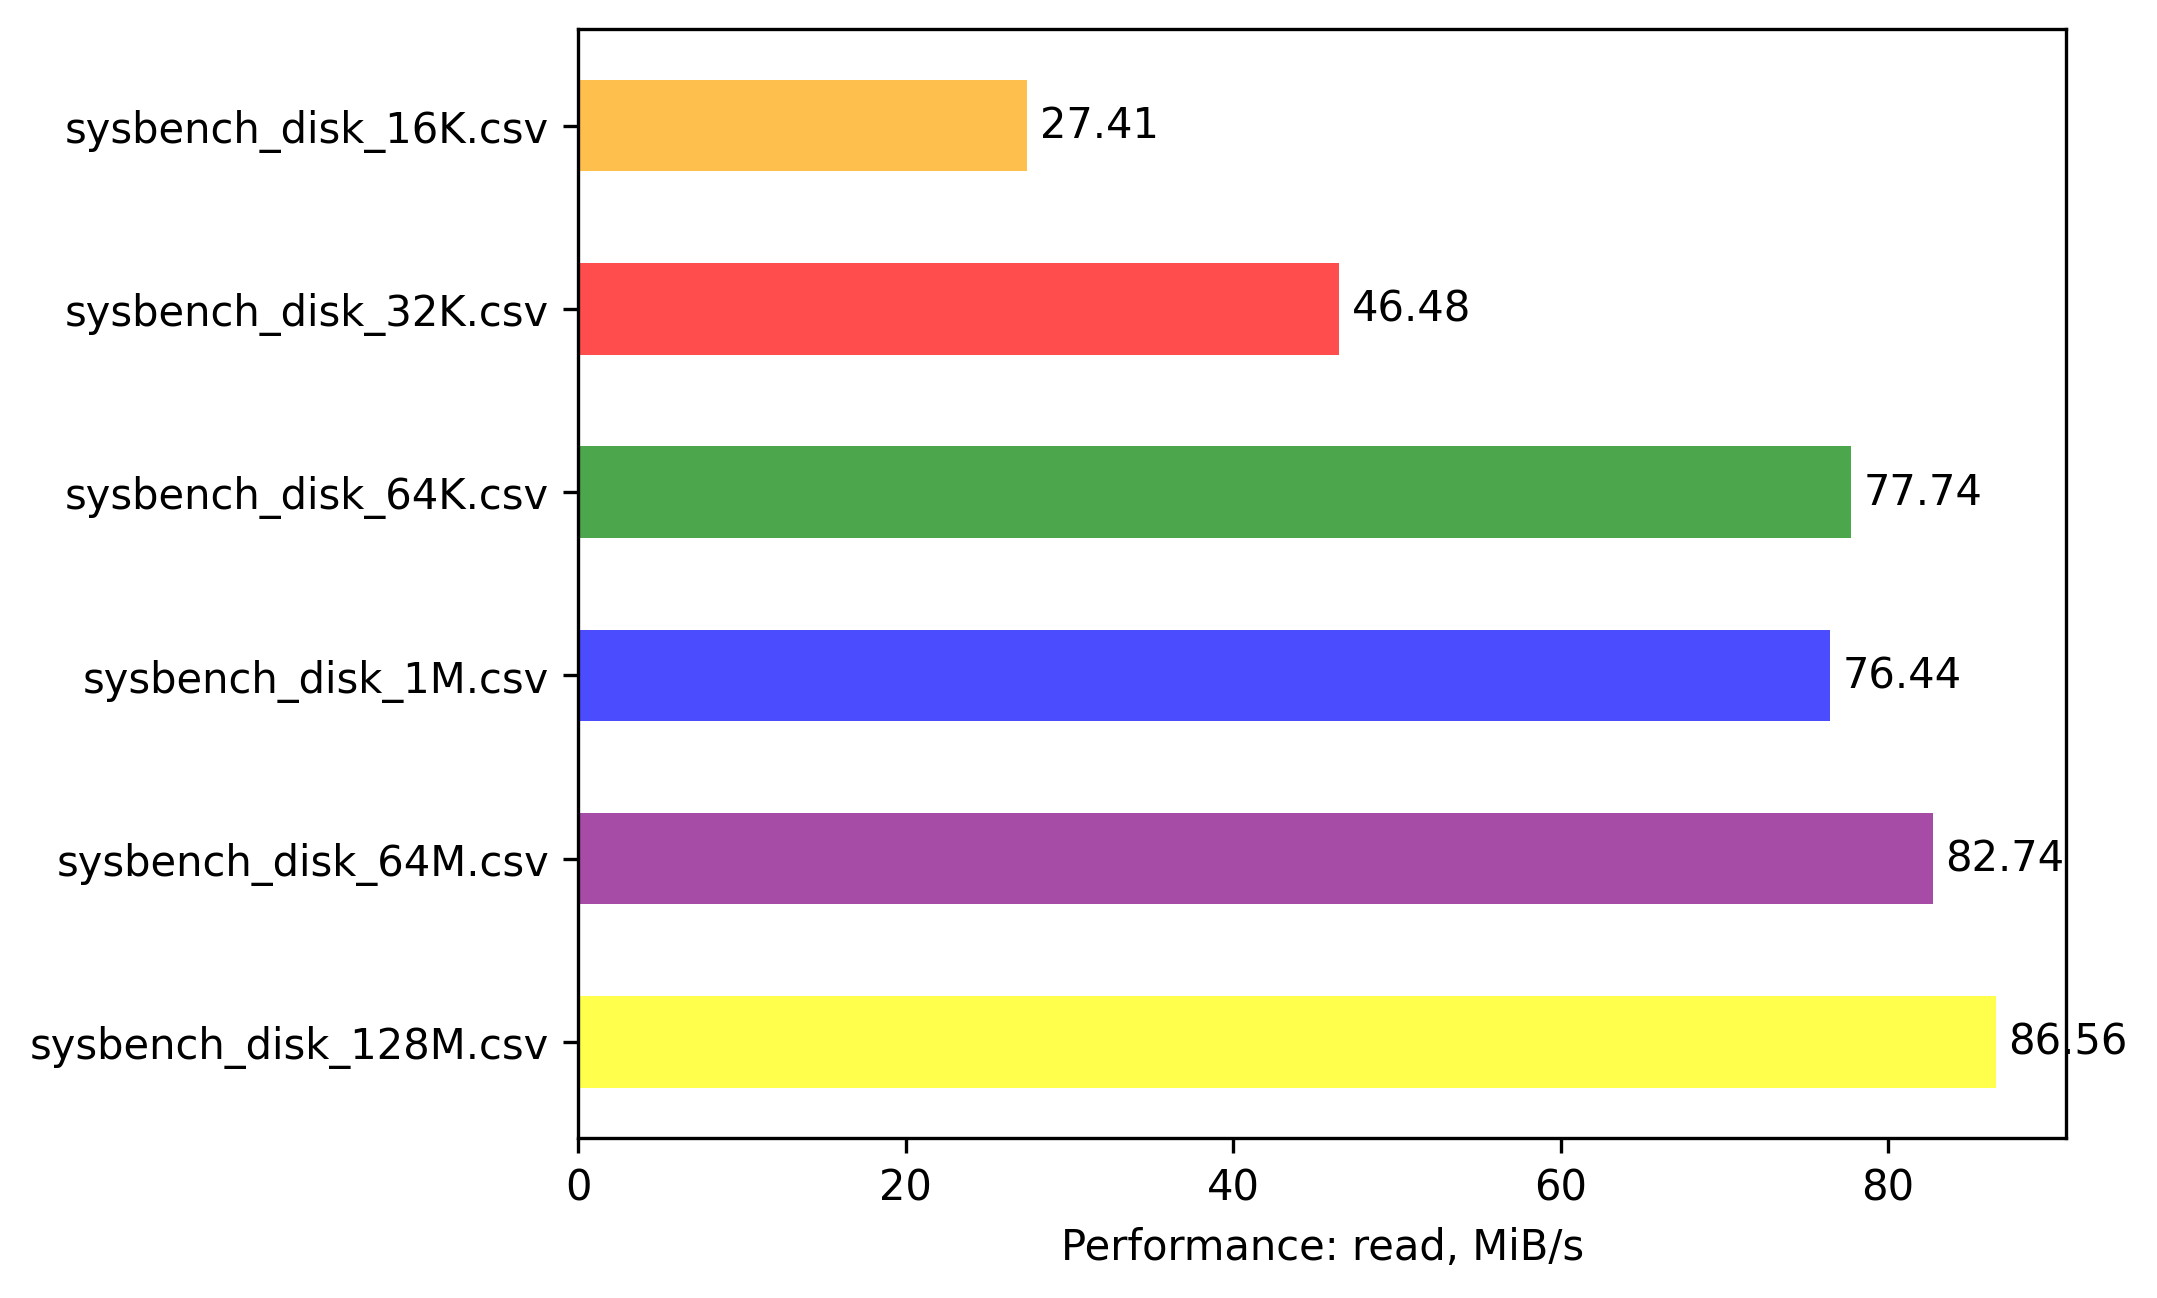 sysbench_disk_16K.csv
27.41
sysbench_disk_32K.csv
46.48
sysbench_disk_64K.csv
77.74
sysbench_disk_1M.csv
76.44
sysbench_disk_64M.csv
82.74
sysbench_disk_128M.csv
86.56
0 20 40 60 80
Performance: read, MiB/s